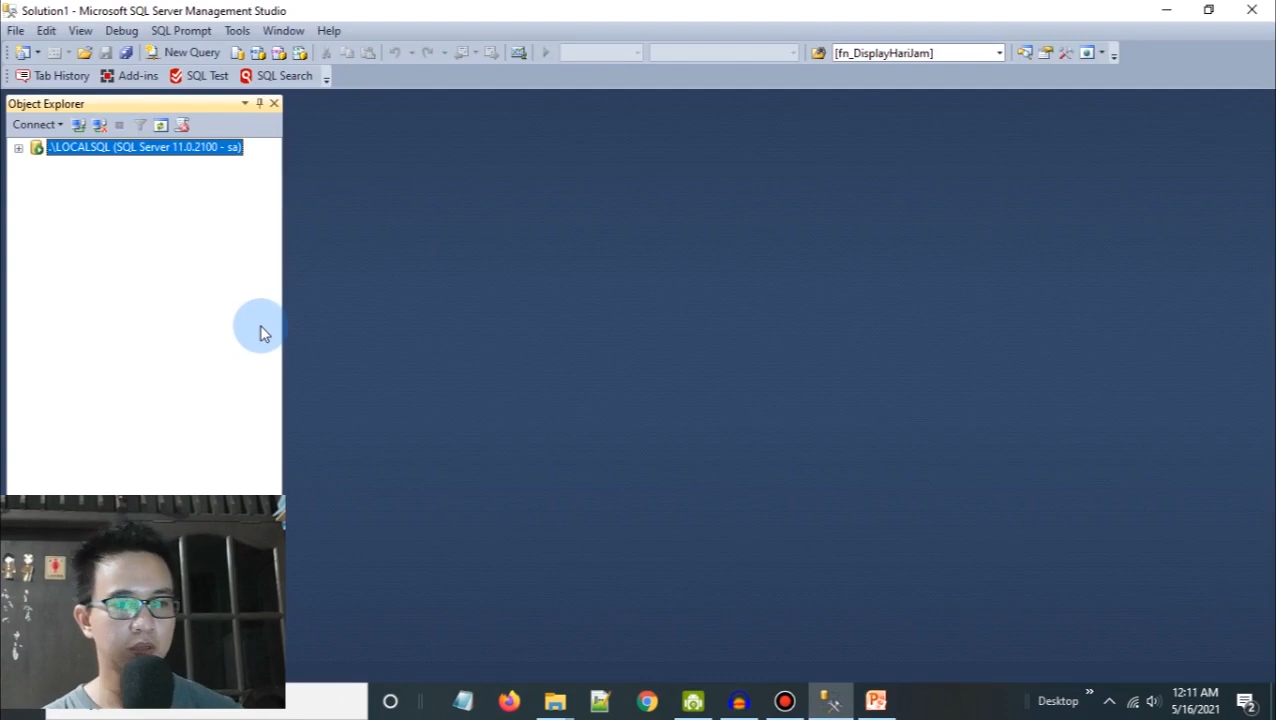 Solution1 - Microsoft SQL Server Management Studio
File Edit View Debug SQL Prompt Tools Window Help
New Query [fn_DisplayHariJam]
Tab History Add-ins SQL Test SQL Search
Object Explorer
Connect
.\LOCALSQL (SQL Server 11.0.2100 - sa)
Desktop
12:11 AM
5/16/2021
2